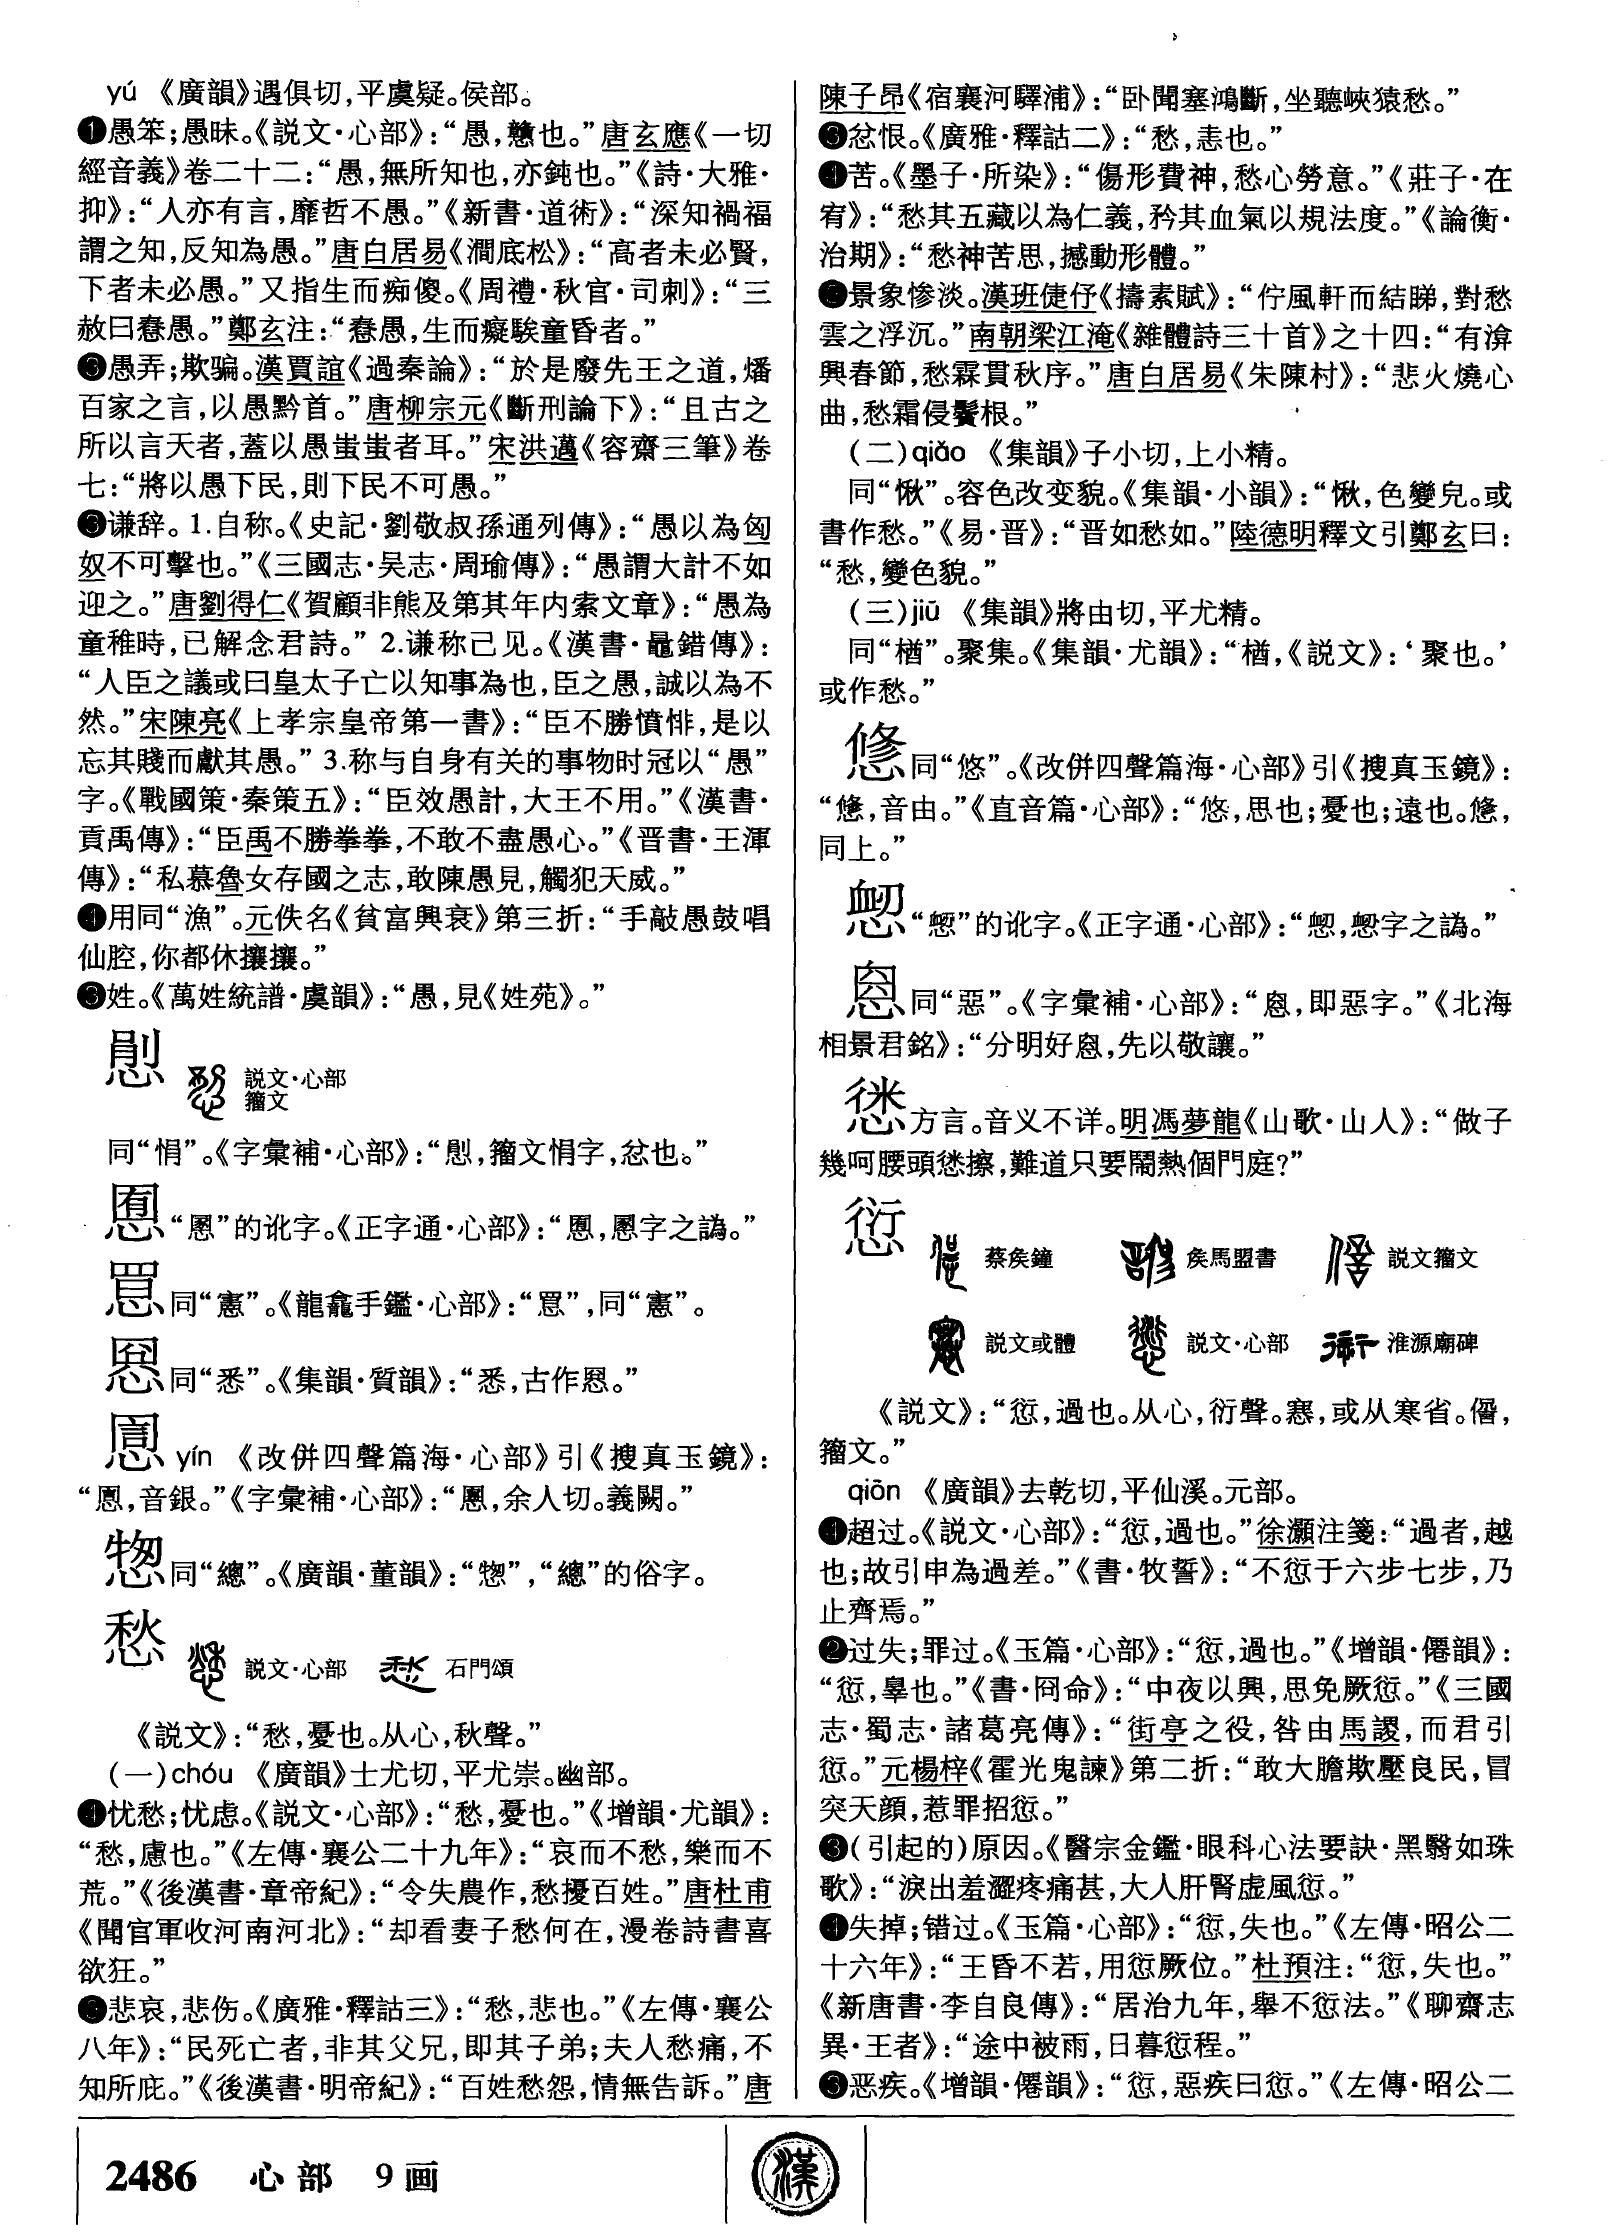 yú 《廣韻》遇俱切,平虞疑。侯部。
❶愚笨;愚昧。《説文·心部》:“愚,戆也。”唐玄應《一切
經音義》卷二十二:“愚,無所知也,亦鈍也。”《詩·大雅·
抑》:“人亦有言,靡哲不愚。”《新書·道術》:“深知禍福
謂之知,反知為愚。”唐白居易《澗底松》:“高者未必賢,
下者未必愚。”又指生而痴傻。《周禮·秋官·司刺》:“三
赦曰惷愚。”鄭玄注:“惷愚,生而癡騃童昏者。”
愚弄;欺骗。漢賈誼《過秦論》:“於是廢先王之道,燔
百家之言,以愚黔首。”唐柳宗元《斷刑論下》:“且古之
所以言天者,蓋以愚蚩蚩者耳。”宋洪邁《容齋三筆》卷
七:“將以愚下民,則下民不可愚。”
❸谦辞。1.自称。《史記·劉敬叔孫通列傳》:“愚以為匈
奴不可擊也。”《三國志·吴志·周瑜傳》:“愚謂大計不如
迎之。”唐劉得仁《賀顧非熊及第其年内索文章》:“愚為
童稚時,已解念君詩。”2.谦称己见。《漢書·鼂錯傳》:
“人臣之議或曰皇太子亡以知事為也,臣之愚,誠以為不
然。”宋陳亮《上孝宗皇帝第一書》:“臣不勝憤悱,是以
忘其賤而獻其愚。”3.称与自身有关的事物时冠以“愚”
字。《戰國策·秦策五》:“臣效愚計,大王不用。”《漢書·
貢禹傳》:“臣禹不勝拳拳,不敢不盡愚心。”《晋書·王渾
傳》:“私慕魯女存國之志,敢陳愚見,觸犯天威。”
❹用同“漁”。元佚名《貧富興衰》第三折:“手敲愚鼓唱
仙腔,你都休攘攘。”
姓。《萬姓統譜·虞韻》:“愚,見《姓苑》。”
説文·心部
籀文
同“悁”。《字彙補·心部》:“,籀文悁字,忿也。”
“慁”的讹字。《正字通·心部》:“,慁字之譌。”
同“憲”。《龍龕手鑑·心部》:“”,同“憲”。
同“悉”。《集韻·質韻》:“悉,古作恖。”
yín 《改併四聲篇海·心部》引《搜真玉鏡》:
“,音銀。”《字彙補·心部》:“,余人切。義闕。”
惣同“總”。《廣韻·董韻》:“惣”,“總”的俗字。
愁
説文·心部 石門頌
《説文》:“愁,憂也。从心,秋聲。”
(一)chóu 《廣韻》士尤切,平尤崇。幽部。
❶忧愁;忧虑。《説文·心部》:“愁,憂也。”《增韻·尤韻》:
“愁,慮也。”《左傳·襄公二十九年》:“哀而不愁,樂而不
荒。”《後漢書·章帝紀》:“令失農作,愁擾百姓。”唐杜甫
《聞官軍收河南河北》:“却看妻子愁何在,漫卷詩書喜
欲狂。”
❷悲哀,悲伤。《廣雅·釋詁三》:“愁,悲也。”《左傳·襄公
八年》:“民死亡者,非其父兄,即其子弟;夫人愁痛,不
知所庇。”《後漢書·明帝紀》:“百姓愁怨,情無告訴。”唐
陳子昂《宿襄河驛浦》:“卧聞塞鴻斷,坐聽峽猿愁。”
❸忿恨。《廣雅·釋詁二》:“愁,恚也。”
❹苦。《墨子·所染》:“傷形費神,愁心勞意。”《莊子·在
宥》:“愁其五藏以為仁義,矜其血氣以規法度。”《論衡·
治期》:“愁神苦思,撼動形體。”
景象惨淡。漢班倢伃《擣素賦》:“佇風軒而結睇,對愁
雲之浮沉。”南朝梁江淹《雜體詩三十首》之十四:“有渰
興春節,愁霖貫秋序。”唐白居易《朱陳村》:“悲火燒心
曲,愁霜侵鬢根。”
(二)qiǎo 《集韻》子小切,上小精。
同“愀”。容色改变貌。《集韻·小韻》:“愀,色變皃。或
書作愁。”《易·晋》:“晋如愁如。”陸德明釋文引鄭玄曰:
“愁,變色貌。”
(三)jiū 《集韻》將由切,平尤精。
同“揂”。聚集。《集韻·尤韻》:“揂,《説文》:‘聚也。’
或作愁。”
同“悠”。《改併四聲篇海·心部》引《搜真玉鏡》:
“,音由。”《直音篇·心部》:“悠,思也;憂也;遠也。,
同上。”
“”的讹字。《正字通·心部》:“,字之譌。”
同“惡”。《字彙補·心部》:“,即惡字。”《北海
相景君銘》:“分明好,先以敬讓。”
方言。音义不详。明馮夢龍《山歌·山人》:“做子
幾呵腰頭擦,難道只要鬧熱個門庭?”
愆
蔡矦鐘 矦馬盟書 説文籀文
説文或體 説文·心部 淮源廟碑
《説文》:“愆,過也。从心,衍聲。寋,或从寒省。諐,
籀文。”
qiān 《廣韻》去乾切,平仙溪。元部。
❶超过。《説文·心部》:“愆,過也。”徐灝注箋:“過者,越
也;故引申為過差。”《書·牧誓》:“不愆于六步七步,乃
止齊焉。”
❷过失;罪过。《玉篇·心部》:“愆,過也。”《增韻·僊韻》:
“愆,辠也。”《書·冏命》:“中夜以興,思免厥愆。”《三國
志·蜀志·諸葛亮傳》:“街亭之役,咎由馬謖,而君引
愆。”元楊梓《霍光鬼諫》第二折:“敢大膽欺壓良民,冒
突天顔,惹罪招愆。”
❸(引起的)原因。《醫宗金鑑·眼科心法要訣·黑翳如珠
歌》:“淚出羞澀疼痛甚,大人肝腎虚風愆。”
❹失掉;错过。《玉篇·心部》:“愆,失也。”《左傳·昭公二
十六年》:“王昏不若,用愆厥位。”杜預注:“愆,失也。”
《新唐書·李自良傳》:“居治九年,舉不愆法。”《聊齋志
異·王者》:“途中被雨,日暮愆程。”
恶疾。《增韻·僊韻》:“愆,惡疾曰愆。”《左傳·昭公二
2486 心部 9画
漢